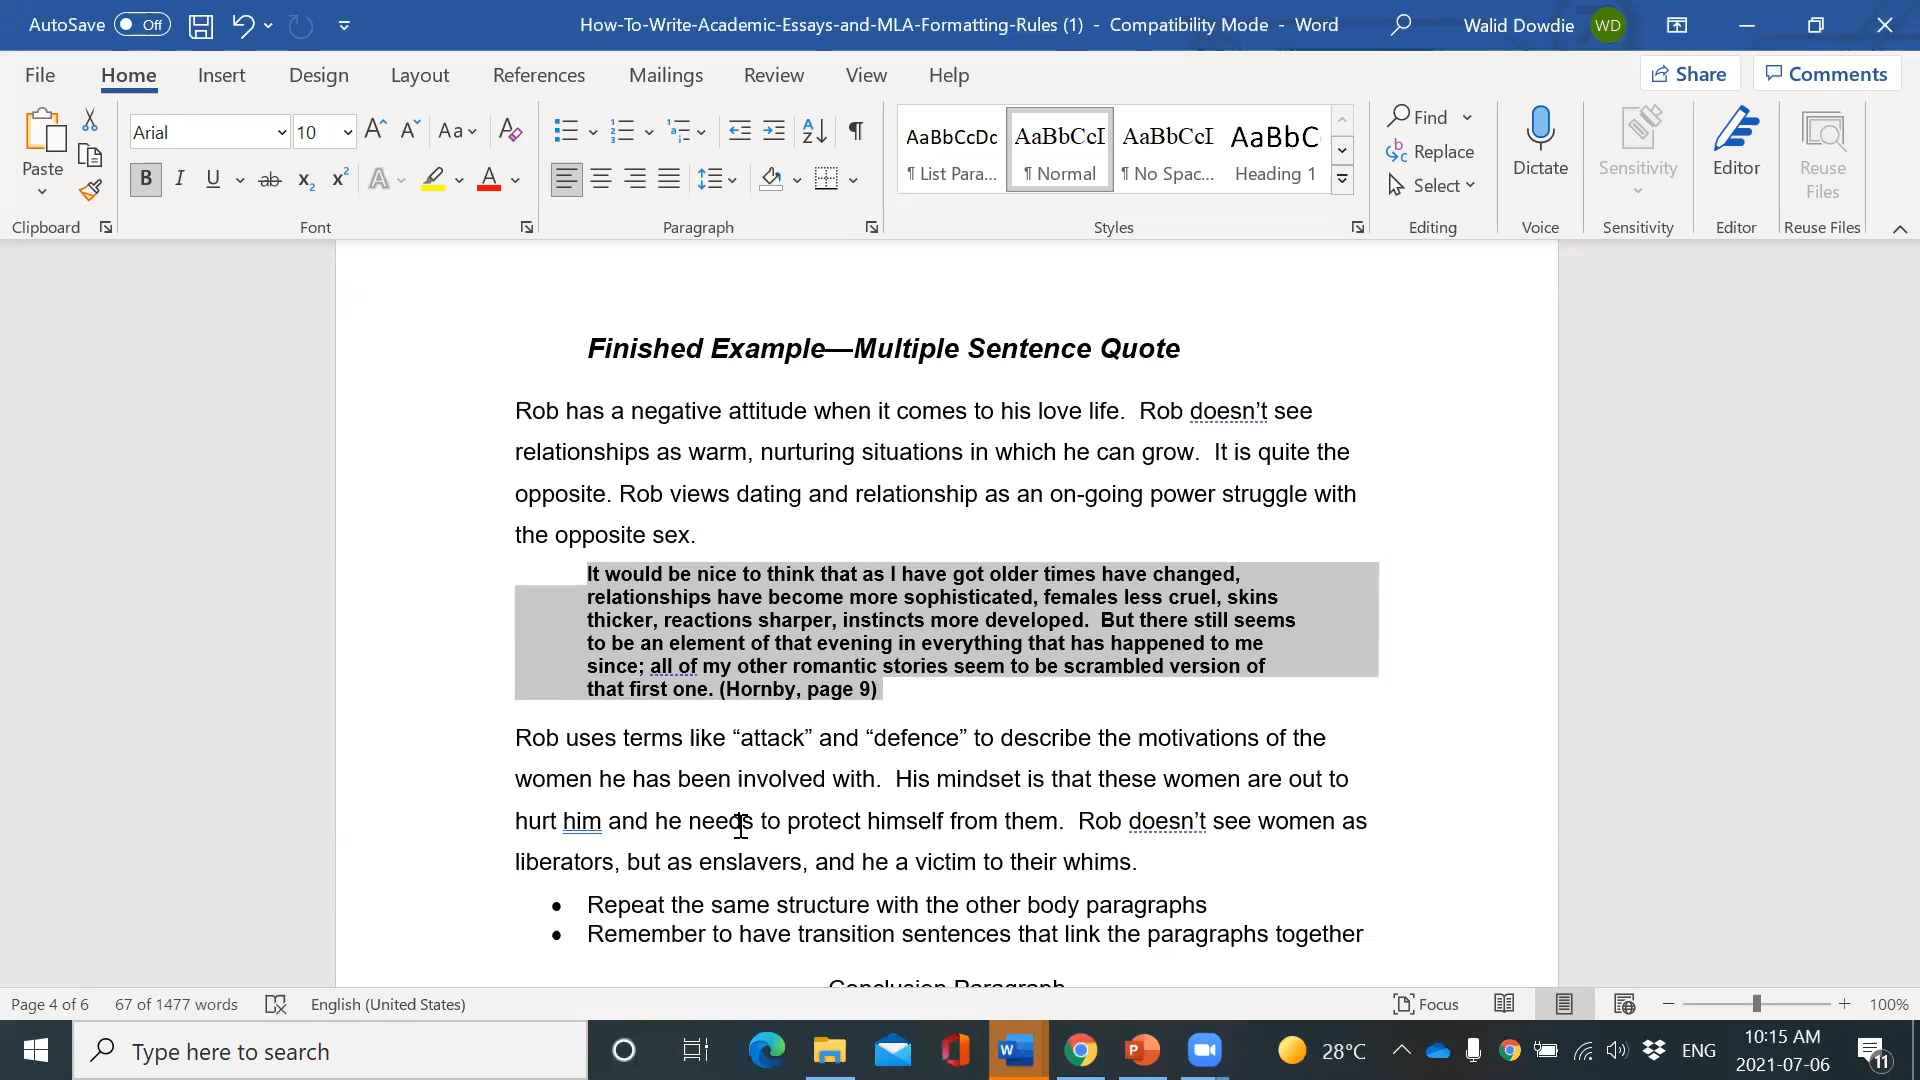 AutoSave Off How-To-Write-Academic-Essays-and-MLA-Formatting-Rules (1) - Compatibility Mode - Word Walid Dowdie WD
File Home Insert Design Layout References Mailings Review View Help Share Comments
Paste
Clipboard
Arial 10
Aa
B I U ab x₂ x² A A
Font
Paragraph
AaBbCcDc AaBbCcI AaBbCcI AaBbC
¶ List Para... ¶ Normal ¶ No Spac... Heading 1
Styles
Find
Replace
Select
Editing
Dictate
Voice
Sensitivity
Sensitivity
Editor
Editor
Reuse
Files
Reuse Files
Finished Example—Multiple Sentence Quote
Rob has a negative attitude when it comes to his love life.  Rob doesn’t see
relationships as warm, nurturing situations in which he can grow.  It is quite the
opposite. Rob views dating and relationship as an on-going power struggle with
the opposite sex.
It would be nice to think that as I have got older times have changed,
relationships have become more sophisticated, females less cruel, skins
thicker, reactions sharper, instincts more developed.  But there still seems
to be an element of that evening in everything that has happened to me
since; all of my other romantic stories seem to be scrambled version of
that first one. (Hornby, page 9)
Rob uses terms like “attack” and “defence” to describe the motivations of the
women he has been involved with.  His mindset is that these women are out to
hurt him and he needs to protect himself from them.  Rob doesn’t see women as
liberators, but as enslavers, and he a victim to their whims.
• Repeat the same structure with the other body paragraphs
• Remember to have transition sentences that link the paragraphs together
Conclusion Paragraph
Page 4 of 6 67 of 1477 words English (United States) Focus 100%
Type here to search
28°C ENG
10:15 AM
2021-07-06
11